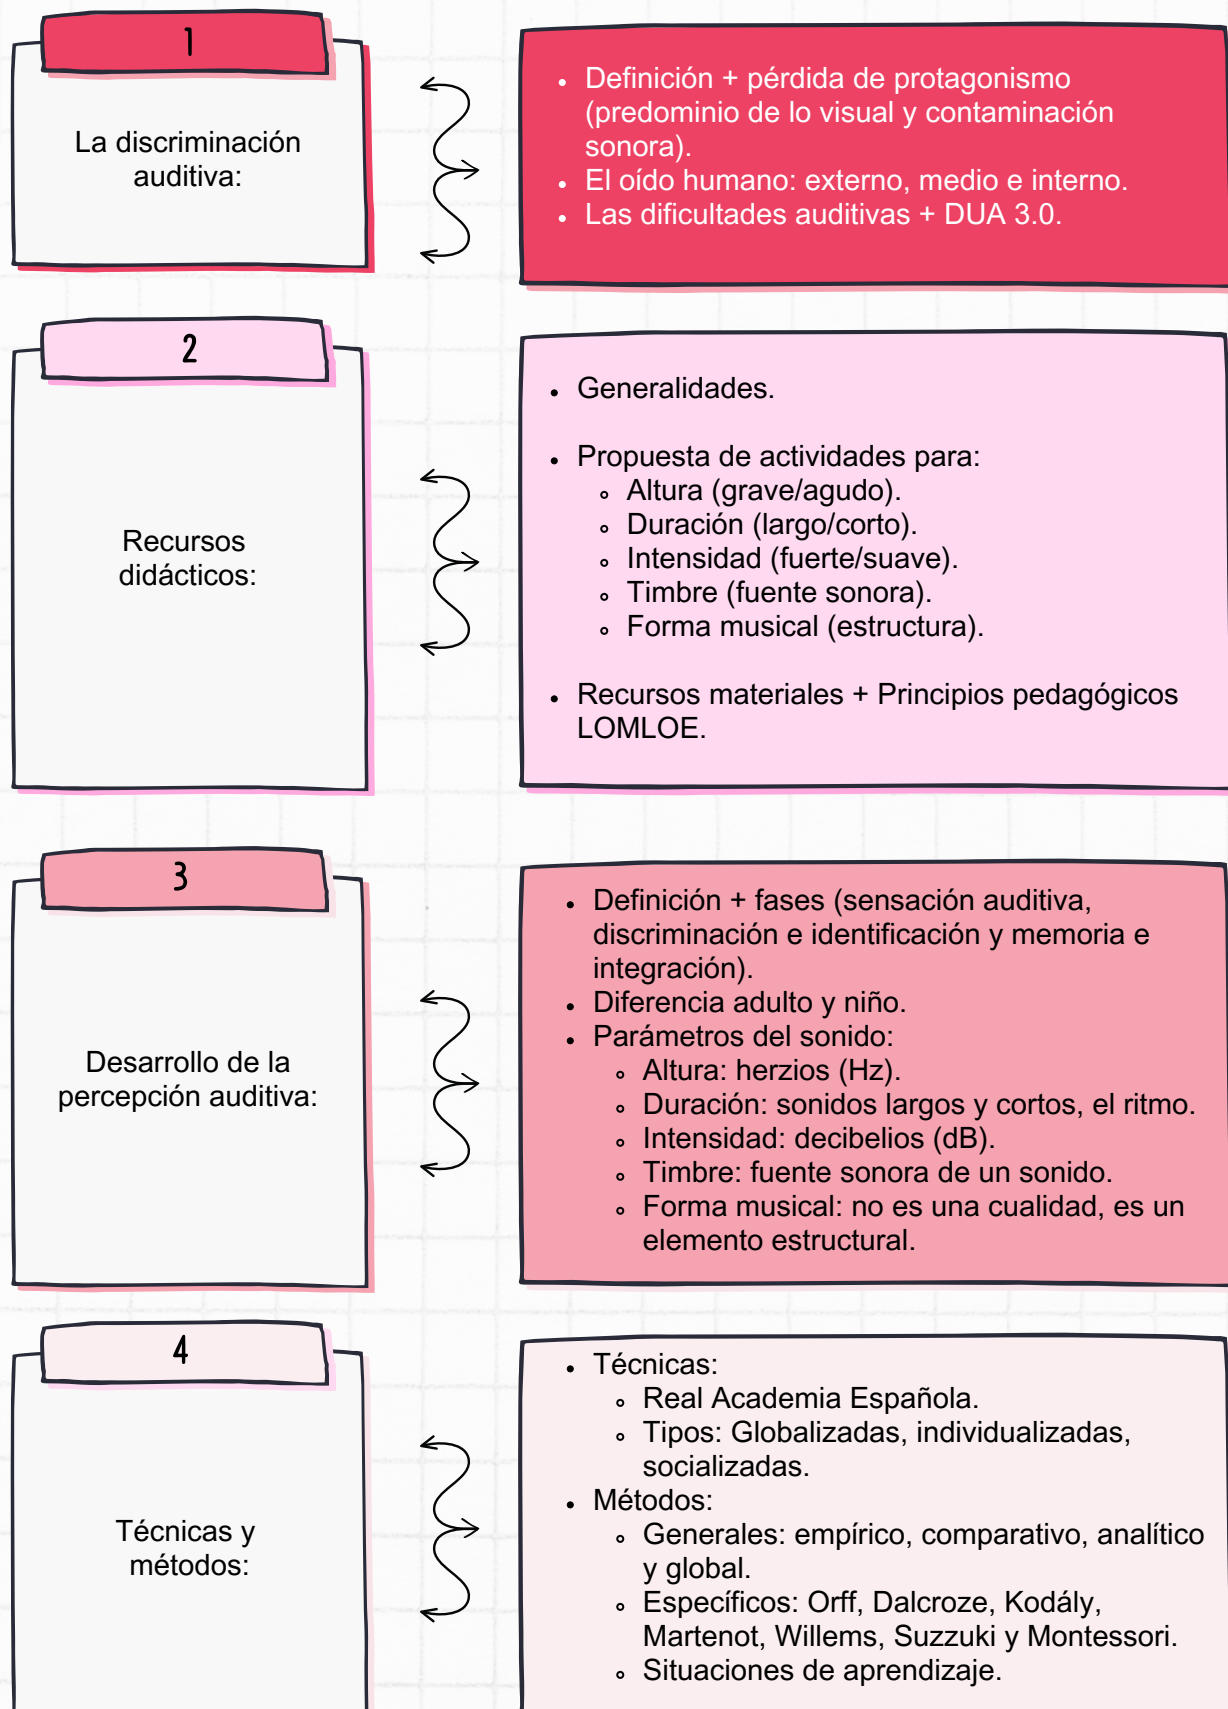 1
La discriminación
auditiva:
• Definición + pérdida de protagonismo
(predominio de lo visual y contaminación
sonora).
• El oído humano: externo, medio e interno.
• Las dificultades auditivas + DUA 3.0.
2
Recursos
didácticos:
• Generalidades.
• Propuesta de actividades para:
◦ Altura (grave/agudo).
◦ Duración (largo/corto).
◦ Intensidad (fuerte/suave).
◦ Timbre (fuente sonora).
◦ Forma musical (estructura).
• Recursos materiales + Principios pedagógicos
LOMLOE.
3
Desarrollo de la
percepción auditiva:
• Definición + fases (sensación auditiva,
discriminación e identificación y memoria e
integración).
• Diferencia adulto y niño.
• Parámetros del sonido:
◦ Altura: herzios (Hz).
◦ Duración: sonidos largos y cortos, el ritmo.
◦ Intensidad: decibelios (dB).
◦ Timbre: fuente sonora de un sonido.
◦ Forma musical: no es una cualidad, es un
elemento estructural.
4
Técnicas y
métodos:
• Técnicas:
◦ Real Academia Española.
◦ Tipos: Globalizadas, individualizadas,
socializadas.
• Métodos:
◦ Generales: empírico, comparativo, analítico
y global.
◦ Específicos: Orff, Dalcroze, Kodály,
Martenot, Willems, Suzzuki y Montessori.
◦ Situaciones de aprendizaje.